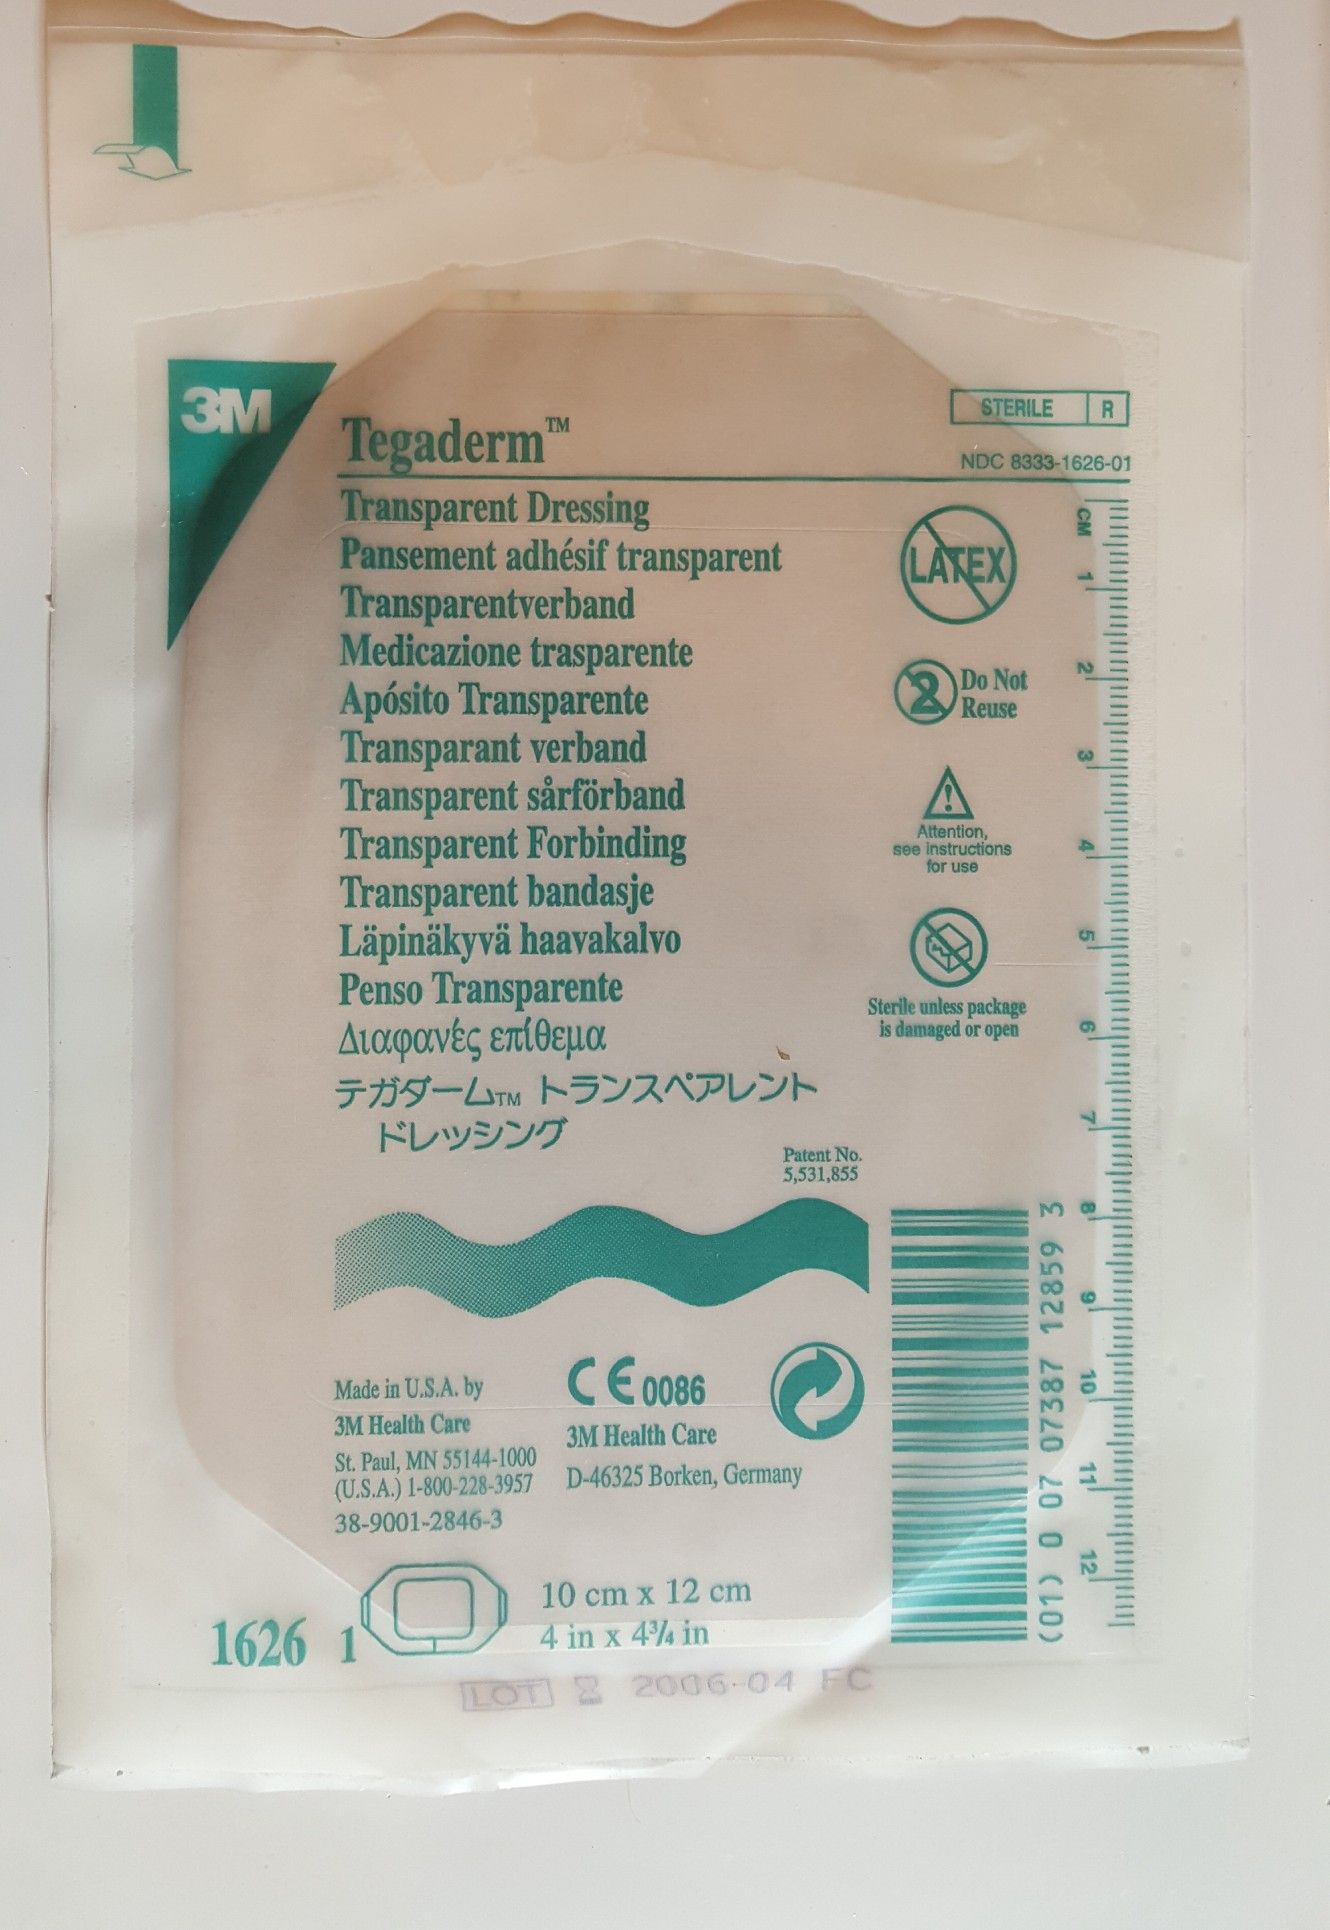 3M
Tegaderm™
STERILE R
NDC 8333-1626-01
Transparent Dressing
Pansement adhésif transparent
Transparentverband
Medicazione trasparente
Apósito Transparente
Transparant verband
Transparent sårförband
Transparent Forbinding
Transparent bandasje
Läpinäkyvä haavakalvo
Penso Transparente
Διαφανές επίθεμα
テガダーム™ トランスペアレント
ドレッシング
LATEX
2 Do Not
Reuse
Attention,
see instructions
for use
Sterile unless package
is damaged or open
CM
1
2
3
4
5
6
7
8
9
10
11
12
Patent No.
5,531,855
(01) 0 07 07387 12859 3
Made in U.S.A. by
3M Health Care
St. Paul, MN 55144-1000
(U.S.A.) 1-800-228-3957
38-9001-2846-3
CE 0086
3M Health Care
D-46325 Borken, Germany
1626 1
10 cm x 12 cm
4 in x 4¾ in
LOT ⌛ 2006-04 FC